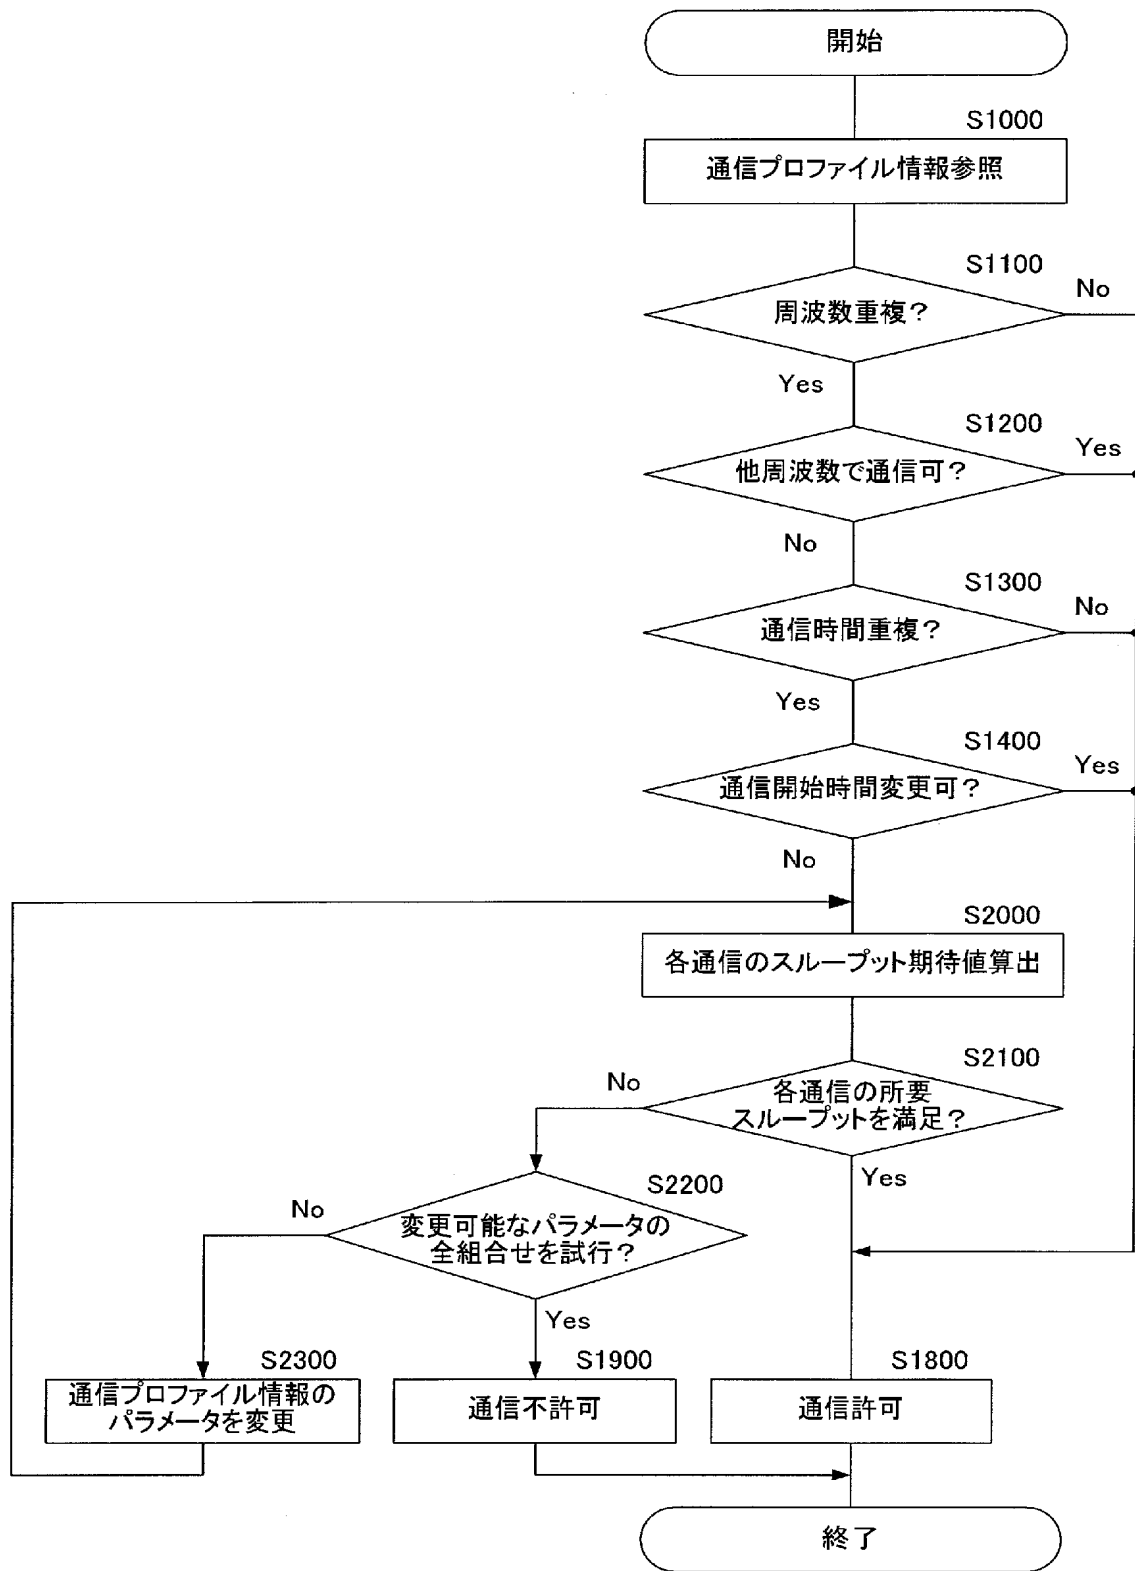 開始
S1000
通信プロファイル情報参照
S1100
周波数重複？
No
Yes
S1200
他周波数で通信可？
Yes
No
S1300
通信時間重複？
No
Yes
S1400
通信開始時間変更可？
Yes
No
S2000
各通信のスループット期待値算出
S2100
各通信の所要
スループットを満足？
No
Yes
S2200
変更可能なパラメータの
全組合せを試行？
No
Yes
S2300
通信プロファイル情報の
パラメータを変更
S1900
通信不許可
S1800
通信許可
終了